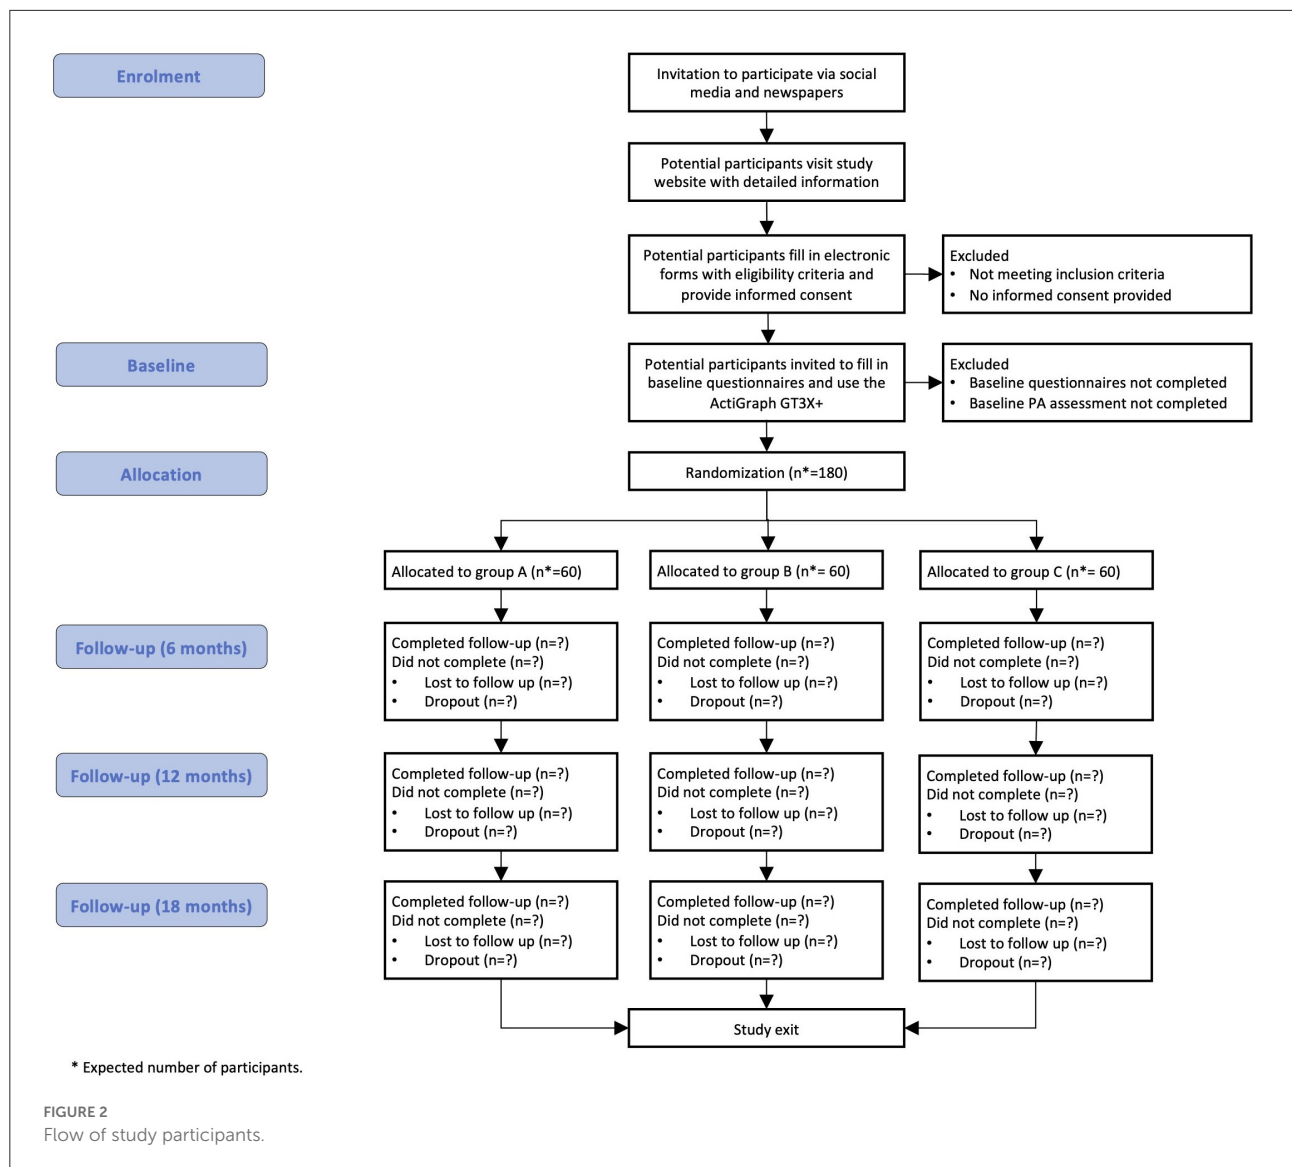 Enrolment
Invitation to participate via social
media and newspapers
Potential participants visit study
website with detailed information
Potential participants fill in electronic
forms with eligibility criteria and
provide informed consent
Excluded
• Not meeting inclusion criteria
• No informed consent provided
Baseline
Potential participants invited to fill in
baseline questionnaires and use the
ActiGraph GT3X+
Excluded
• Baseline questionnaires not completed
• Baseline PA assessment not completed
Allocation
Randomization (n*=180)
Allocated to group A (n*=60)
Allocated to group B (n*= 60)
Allocated to group C (n*= 60)
Follow-up (6 months)
Completed follow-up (n=?)
Did not complete (n=?)
• Lost to follow up (n=?)
• Dropout (n=?)
Completed follow-up (n=?)
Did not complete (n=?)
• Lost to follow up (n=?)
• Dropout (n=?)
Completed follow-up (n=?)
Did not complete (n=?)
• Lost to follow up (n=?)
• Dropout (n=?)
Follow-up (12 months)
Completed follow-up (n=?)
Did not complete (n=?)
• Lost to follow up (n=?)
• Dropout (n=?)
Completed follow-up (n=?)
Did not complete (n=?)
• Lost to follow up (n=?)
• Dropout (n=?)
Completed follow-up (n=?)
Did not complete (n=?)
• Lost to follow up (n=?)
• Dropout (n=?)
Follow-up (18 months)
Completed follow-up (n=?)
Did not complete (n=?)
• Lost to follow up (n=?)
• Dropout (n=?)
Completed follow-up (n=?)
Did not complete (n=?)
• Lost to follow up (n=?)
• Dropout (n=?)
Completed follow-up (n=?)
Did not complete (n=?)
• Lost to follow up (n=?)
• Dropout (n=?)
Study exit
* Expected number of participants.
FIGURE 2
Flow of study participants.